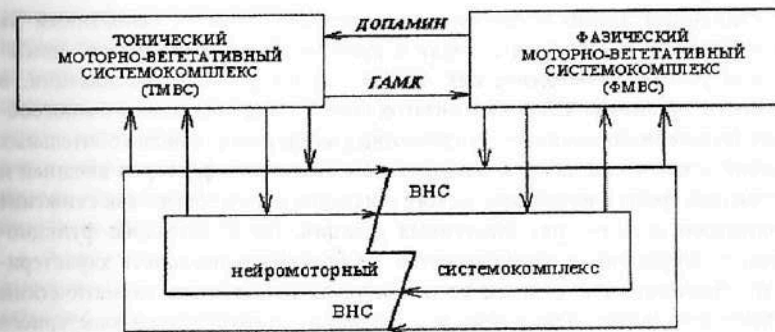 ДОПАМИН
ТОНИЧЕСКИЙ
МОТОРНО-ВЕГЕТАТИВНЫЙ
СИСТЕМОКОМПЛЕКС
(ТМВС)
ФАЗИЧЕСКИЙ
МОТОРНО-ВЕГЕТАТИВНЫЙ
СИСТЕМОКОМПЛЕКС
(ФМВС)
ГАМК
ВНС
нейромоторный системокомплекс
ВНС